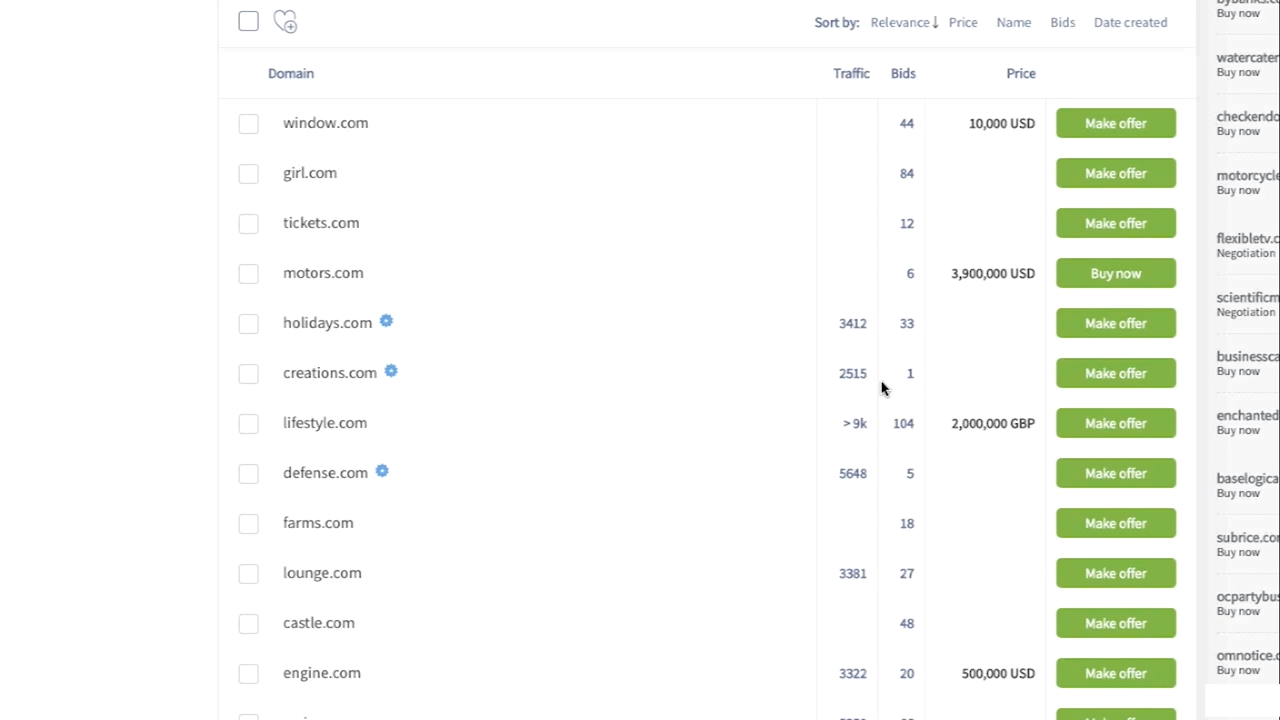 Sort by: Relevance↓ Price Name Bids Date created
Domain Traffic Bids Price
window.com 44 10,000 USD Make offer
girl.com 84 Make offer
tickets.com 12 Make offer
motors.com 6 3,900,000 USD Buy now
holidays.com 3412 33 Make offer
creations.com 2515 1 Make offer
lifestyle.com >9k 104 2,000,000 GBP Make offer
defense.com 5648 5 Make offer
farms.com 18 Make offer
lounge.com 3381 27 Make offer
castle.com 48 Make offer
engine.com 3322 20 500,000 USD Make offer
Buy now
watercater
Buy now
checkendo
Buy now
motorcycle
Buy now
flexibletv.c
Negotiation
scientificm
Negotiation
businessca
Buy now
enchanted
Buy now
baselogica
Buy now
subrice.cor
Buy now
ocpartybus
Buy now
omnotice.c
Buy now